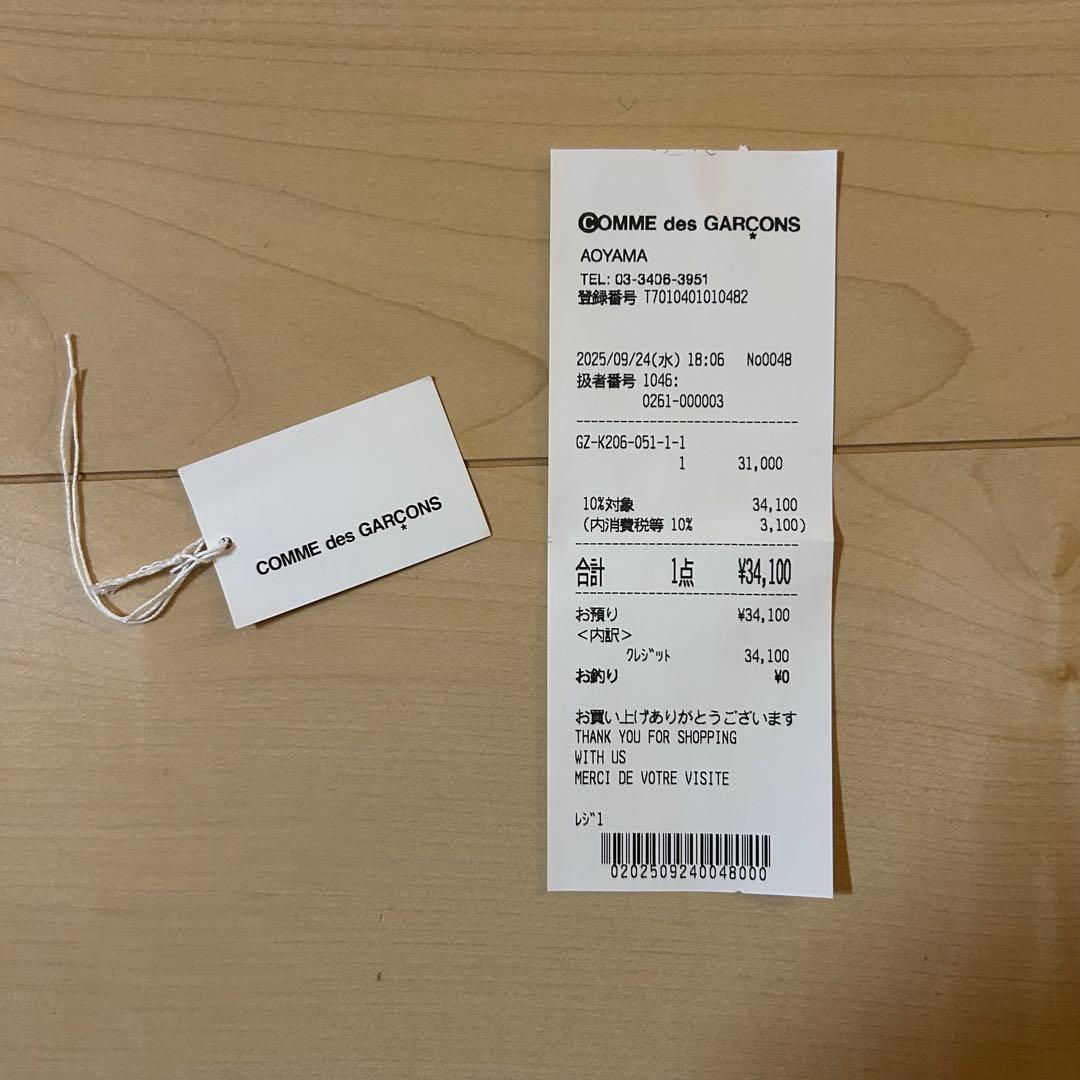 COMME des GARÇONS
*
COMME des GARÇONS
*
AOYAMA
TEL: 03-3406-3951
登録番号 T7010401010482
2025/09/24(水) 18:06 No0048
扱者番号 1046:
0261-000003
GZ-K206-051-1-1
1 31,000
10%対象 34,100
(内消費税等 10% 3,100)
合計 1点 ¥34,100
お預り ¥34,100
<内訳>
ｸﾚｼﾞｯﾄ 34,100
お釣り ¥0
お買い上げありがとうございます
THANK YOU FOR SHOPPING
WITH US
MERCI DE VOTRE VISITE
ﾚｼﾞ1
0202509240048000